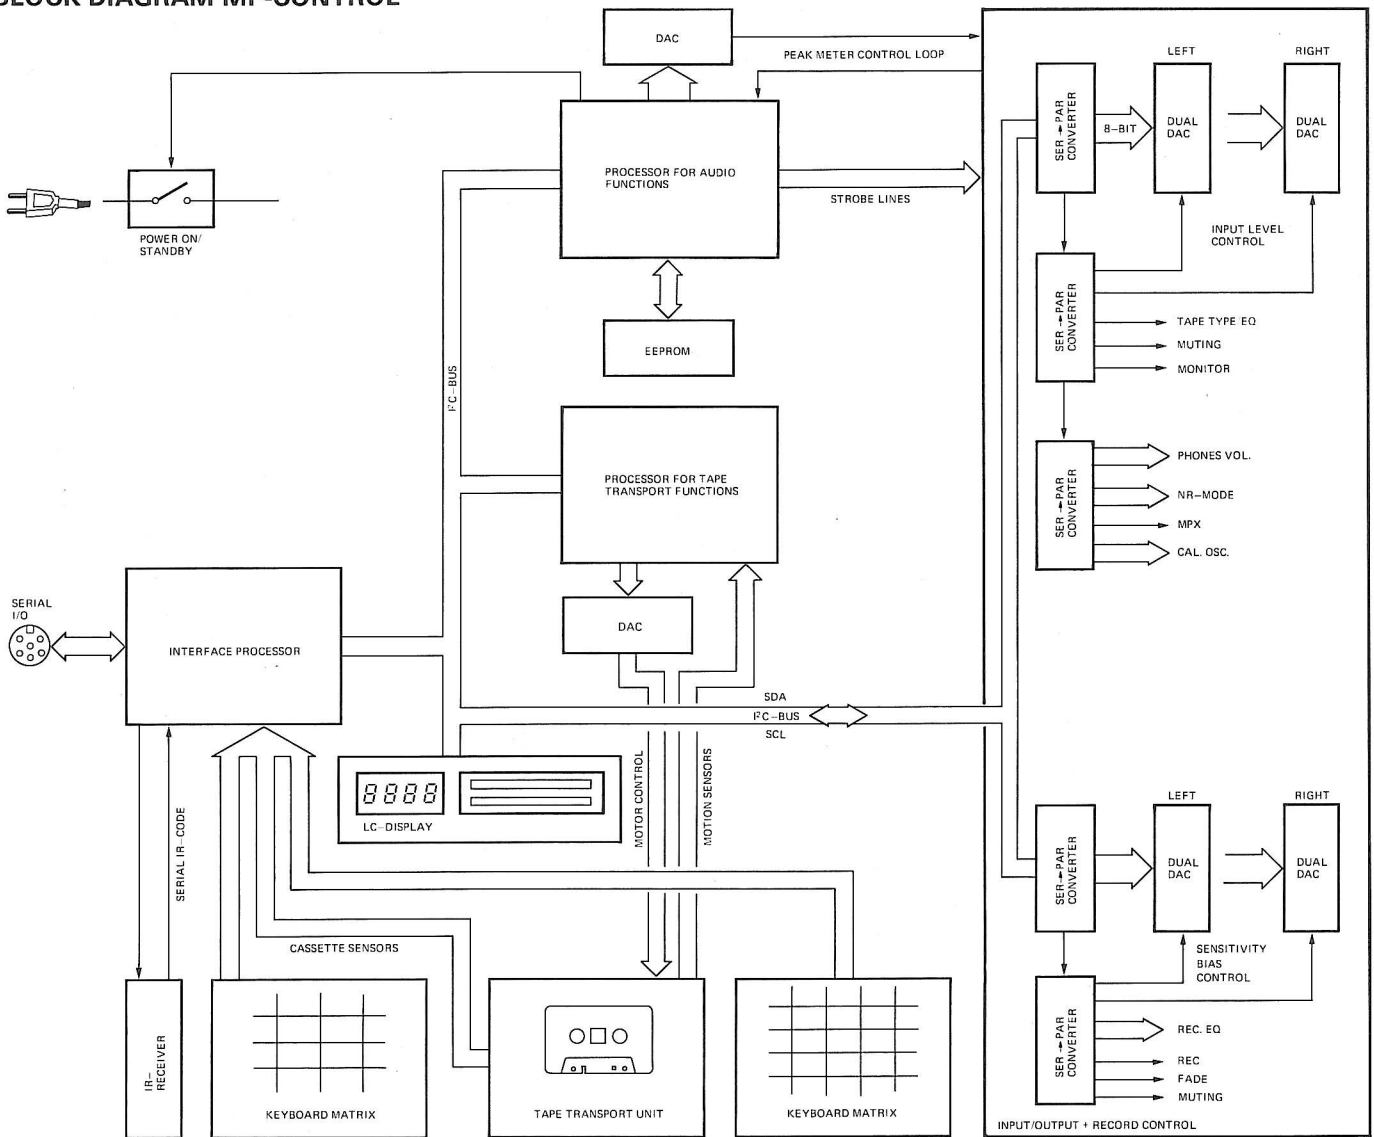 BLOCK DIAGRAM MP-CONTROL
DAC
PEAK METER CONTROL LOOP
LEFT
RIGHT
SER→PAR
CONVERTER
8-BIT
DUAL
DAC
DUAL
DAC
PROCESSOR FOR AUDIO
FUNCTIONS
STROBE LINES
POWER ON/
STANDBY
INPUT LEVEL
CONTROL
SER→PAR
CONVERTER
TAPE TYPE EQ
MUTING
MONITOR
EEPROM
I²C-BUS
SER→PAR
CONVERTER
PHONES VOL.
NR-MODE
MPX
CAL. OSC.
PROCESSOR FOR TAPE
TRANSPORT FUNCTIONS
SERIAL
I/O
INTERFACE PROCESSOR
DAC
SDA
I²C-BUS
SCL
8888
LC-DISPLAY
MOTOR CONTROL
MOTION SENSORS
SERIAL IR-CODE
LEFT
RIGHT
SER→PAR
CONVERTER
DUAL
DAC
DUAL
DAC
CASSETTE SENSORS
SENSITIVITY
BIAS
CONTROL
SER→PAR
CONVERTER
REC. EQ
REC
FADE
MUTING
IR-
RECEIVER
KEYBOARD MATRIX
TAPE TRANSPORT UNIT
KEYBOARD MATRIX
INPUT/OUTPUT + RECORD CONTROL